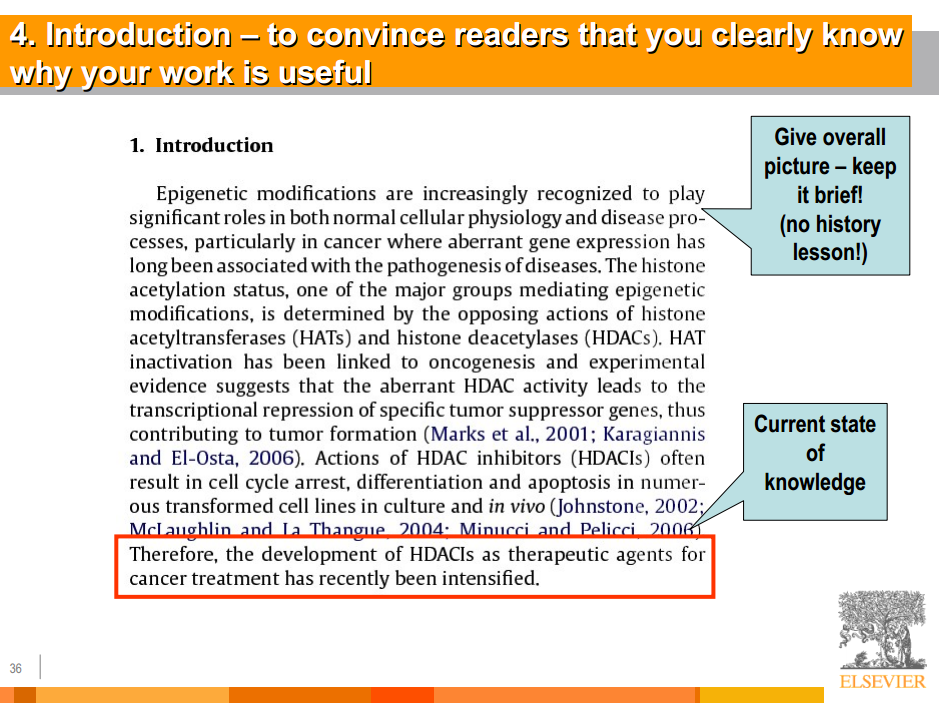 4. Introduction – to convince readers that you clearly know
why your work is useful
1. Introduction
Epigenetic modifications are increasingly recognized to play
significant roles in both normal cellular physiology and disease pro-
cesses, particularly in cancer where aberrant gene expression has
long been associated with the pathogenesis of diseases. The histone
acetylation status, one of the major groups mediating epigenetic
modifications, is determined by the opposing actions of histone
acetyltransferases (HATs) and histone deacetylases (HDACs). HAT
inactivation has been linked to oncogenesis and experimental
evidence suggests that the aberrant HDAC activity leads to the
transcriptional repression of specific tumor suppressor genes, thus
contributing to tumor formation (Marks et al., 2001; Karagiannis
and El-Osta, 2006). Actions of HDAC inhibitors (HDACIs) often
result in cell cycle arrest, differentiation and apoptosis in numer-
ous transformed cell lines in culture and in vivo (Johnstone, 2002;
McLaughlin and La Thangue, 2004; Minucci and Pelicci, 2006).
Therefore, the development of HDACIs as therapeutic agents for
cancer treatment has recently been intensified.
Give overall
picture – keep
it brief!
(no history
lesson!)
Current state
of
knowledge
36
ELSEVIER